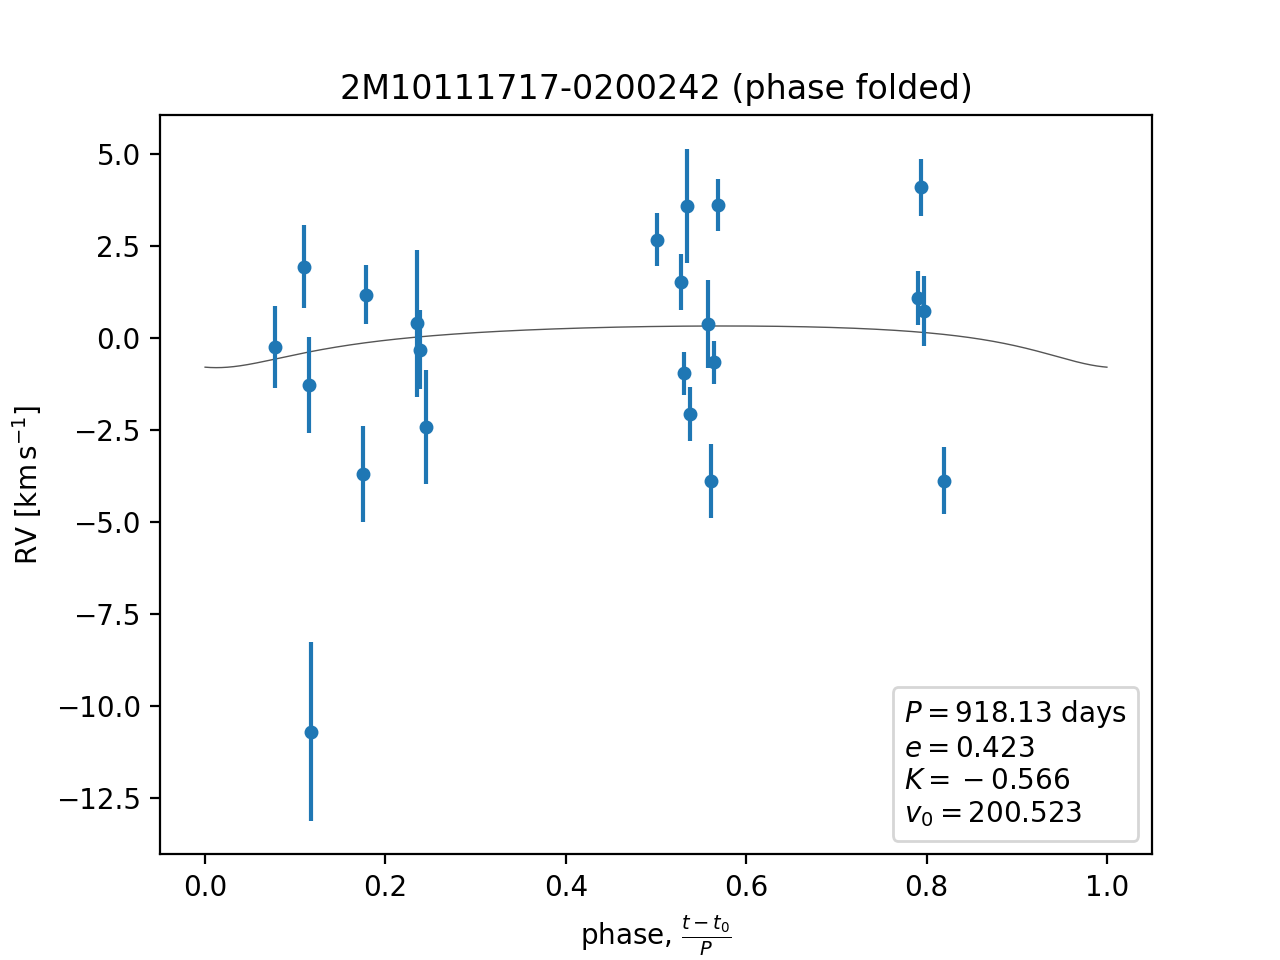 2M10111717-0200242 (phase folded)
5.0
2.5
0.0
−2.5
−5.0
−7.5
−10.0
−12.5
RV [km s⁻¹]
P = 918.13 days
e = 0.423
K = −0.566
v₀ = 200.523
0.0 0.2 0.4 0.6 0.8 1.0
phase, (t − t₀)/P